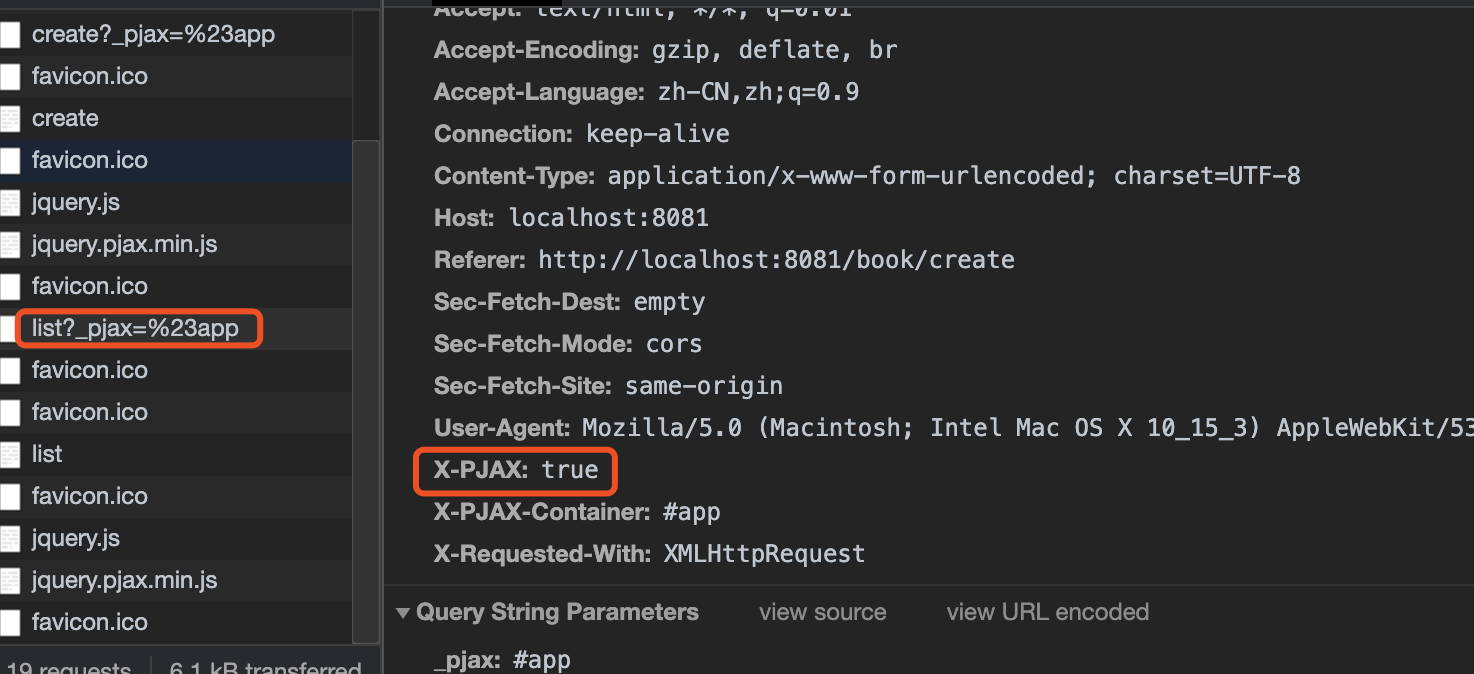 create?_pjax=%23app
favicon.ico
create
favicon.ico
jquery.js
jquery.pjax.min.js
favicon.ico
list?_pjax=%23app
favicon.ico
favicon.ico
list
favicon.ico
jquery.js
jquery.pjax.min.js
favicon.ico
19 requests 6.1 kB transferred
Accept: text/html, */*; q=0.01
Accept-Encoding: gzip, deflate, br
Accept-Language: zh-CN,zh;q=0.9
Connection: keep-alive
Content-Type: application/x-www-form-urlencoded; charset=UTF-8
Host: localhost:8081
Referer: http://localhost:8081/book/create
Sec-Fetch-Dest: empty
Sec-Fetch-Mode: cors
Sec-Fetch-Site: same-origin
User-Agent: Mozilla/5.0 (Macintosh; Intel Mac OS X 10_15_3) AppleWebKit/53
X-PJAX: true
X-PJAX-Container: #app
X-Requested-With: XMLHttpRequest
Query String Parameters view source view URL encoded
_pjax: #app